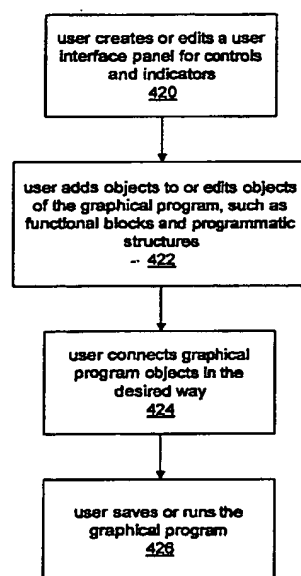 user creates or edits a user
interface panel for controls
and indicators
420
user adds objects to or edits objects
of the graphical program, such as
functional blocks and programmatic
structures
422
user connects graphical
program objects in the
desired way
424
user saves or runs the
graphical program
426